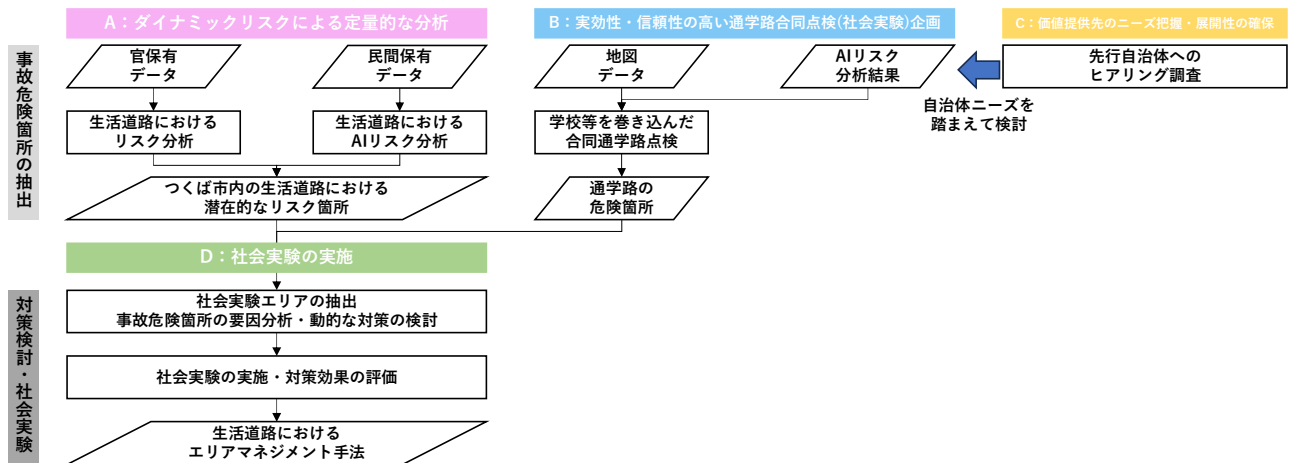 A：ダイナミックリスクによる定量的な分析
B：実効性・信頼性の高い通学路合同点検(社会実験)企画
C：価値提供先のニーズ把握・展開性の確保
事故危険箇所の抽出
官保有
データ
民間保有
データ
地図
データ
AIリスク
分析結果
先行自治体への
ヒアリング調査
自治体ニーズを
踏まえて検討
生活道路における
リスク分析
生活道路における
AIリスク分析
学校等を巻き込んだ
合同通学路点検
つくば市内の生活道路における
潜在的なリスク箇所
通学路の
危険箇所
D：社会実験の実施
対策検討・社会実験
社会実験エリアの抽出
事故危険箇所の要因分析・動的な対策の検討
社会実験の実施・対策効果の評価
生活道路における
エリアマネジメント手法